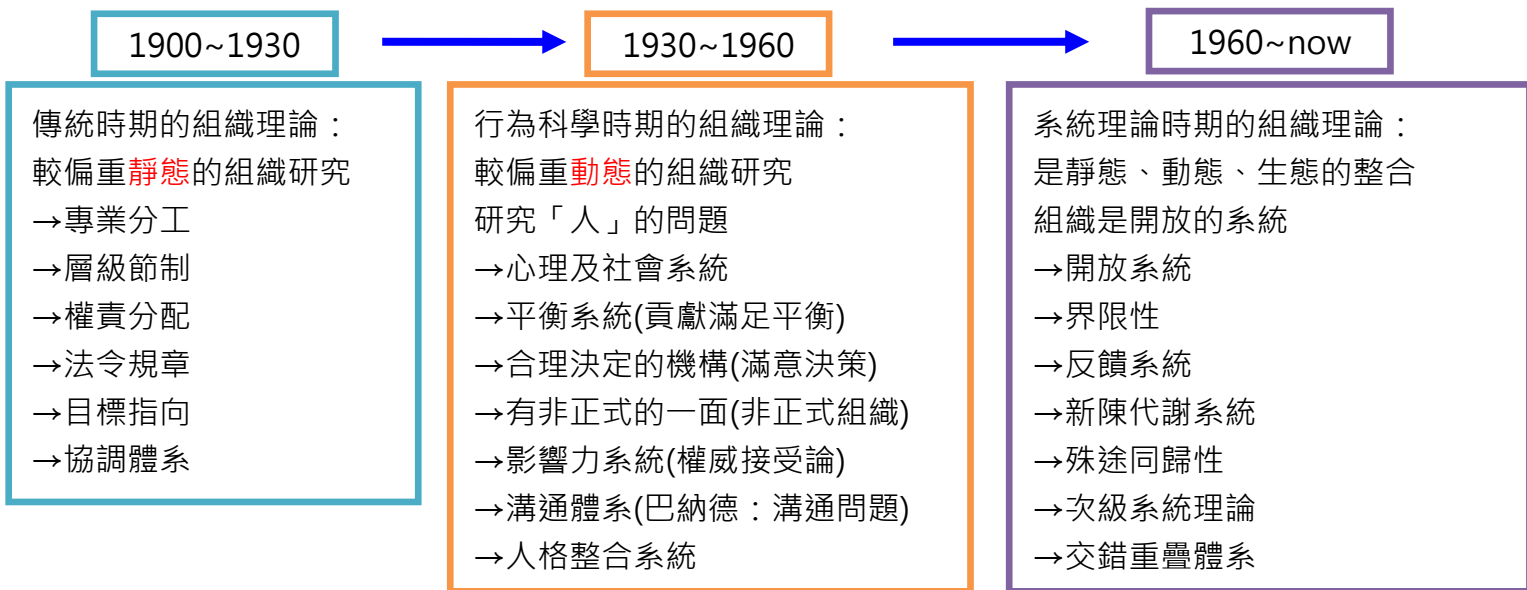 1900~1930
傳統時期的組織理論：
較偏重靜態的組織研究
→專業分工
→層級節制
→權責分配
→法令規章
→目標指向
→協調體系
1930~1960
行為科學時期的組織理論：
較偏重動態的組織研究
研究「人」的問題
→心理及社會系統
→平衡系統(貢獻滿足平衡)
→合理決定的機構(滿意決策)
→有非正式的一面(非正式組織)
→影響力系統(權威接受論)
→溝通體系(巴納德：溝通問題)
→人格整合系統
1960~now
系統理論時期的組織理論：
是靜態、動態、生態的整合
組織是開放的系統
→開放系統
→界限性
→反饋系統
→新陳代謝系統
→殊途同歸性
→次級系統理論
→交錯重疊體系